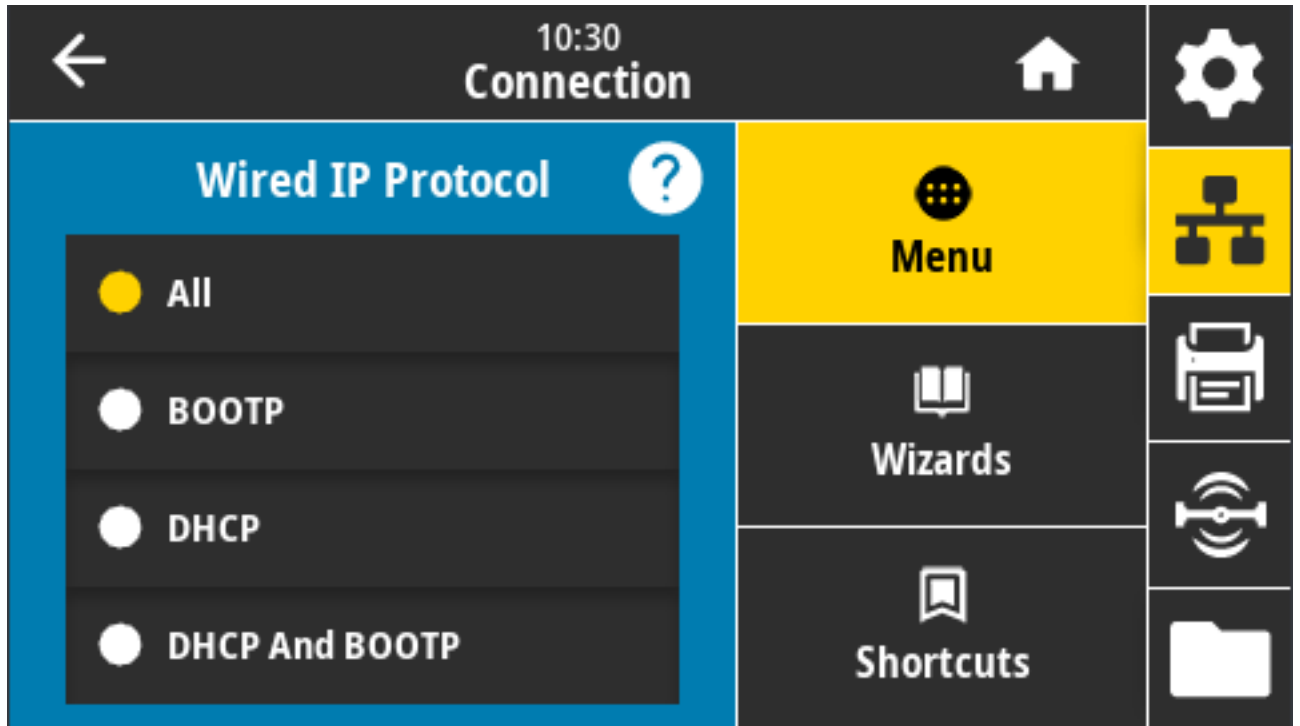 10:30
Connection
Wired IP Protocol
?
All
BOOTP
DHCP
DHCP And BOOTP
Menu
Wizards
Shortcuts